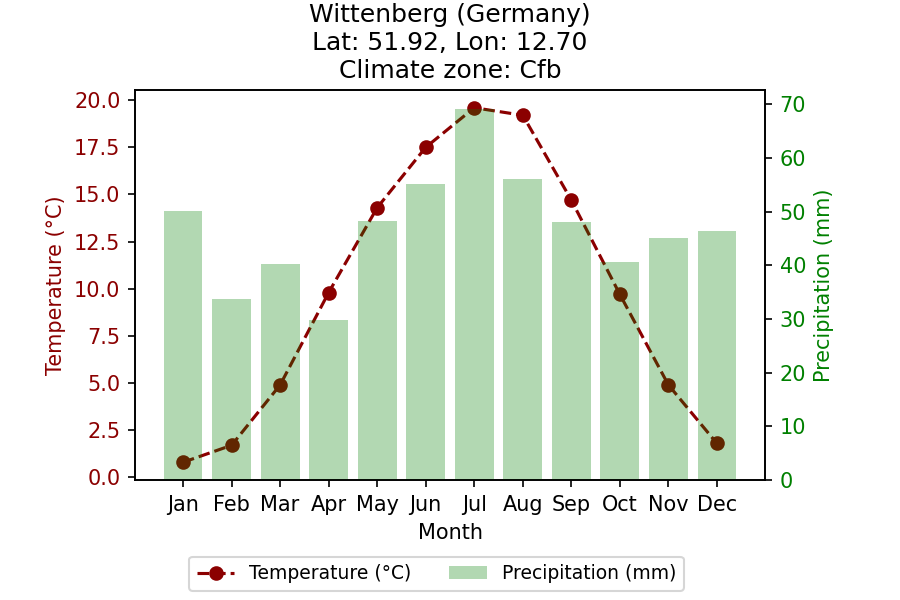 Wittenberg (Germany)
Lat: 51.92, Lon: 12.70
Climate zone: Cfb
Temperature (°C)
20.0
17.5
15.0
12.5
10.0
7.5
5.0
2.5
0.0
70
60
50
40
30
20
10
0
Precipitation (mm)
Jan Feb Mar Apr May Jun Jul Aug Sep Oct Nov Dec
Month
Temperature (°C) Precipitation (mm)